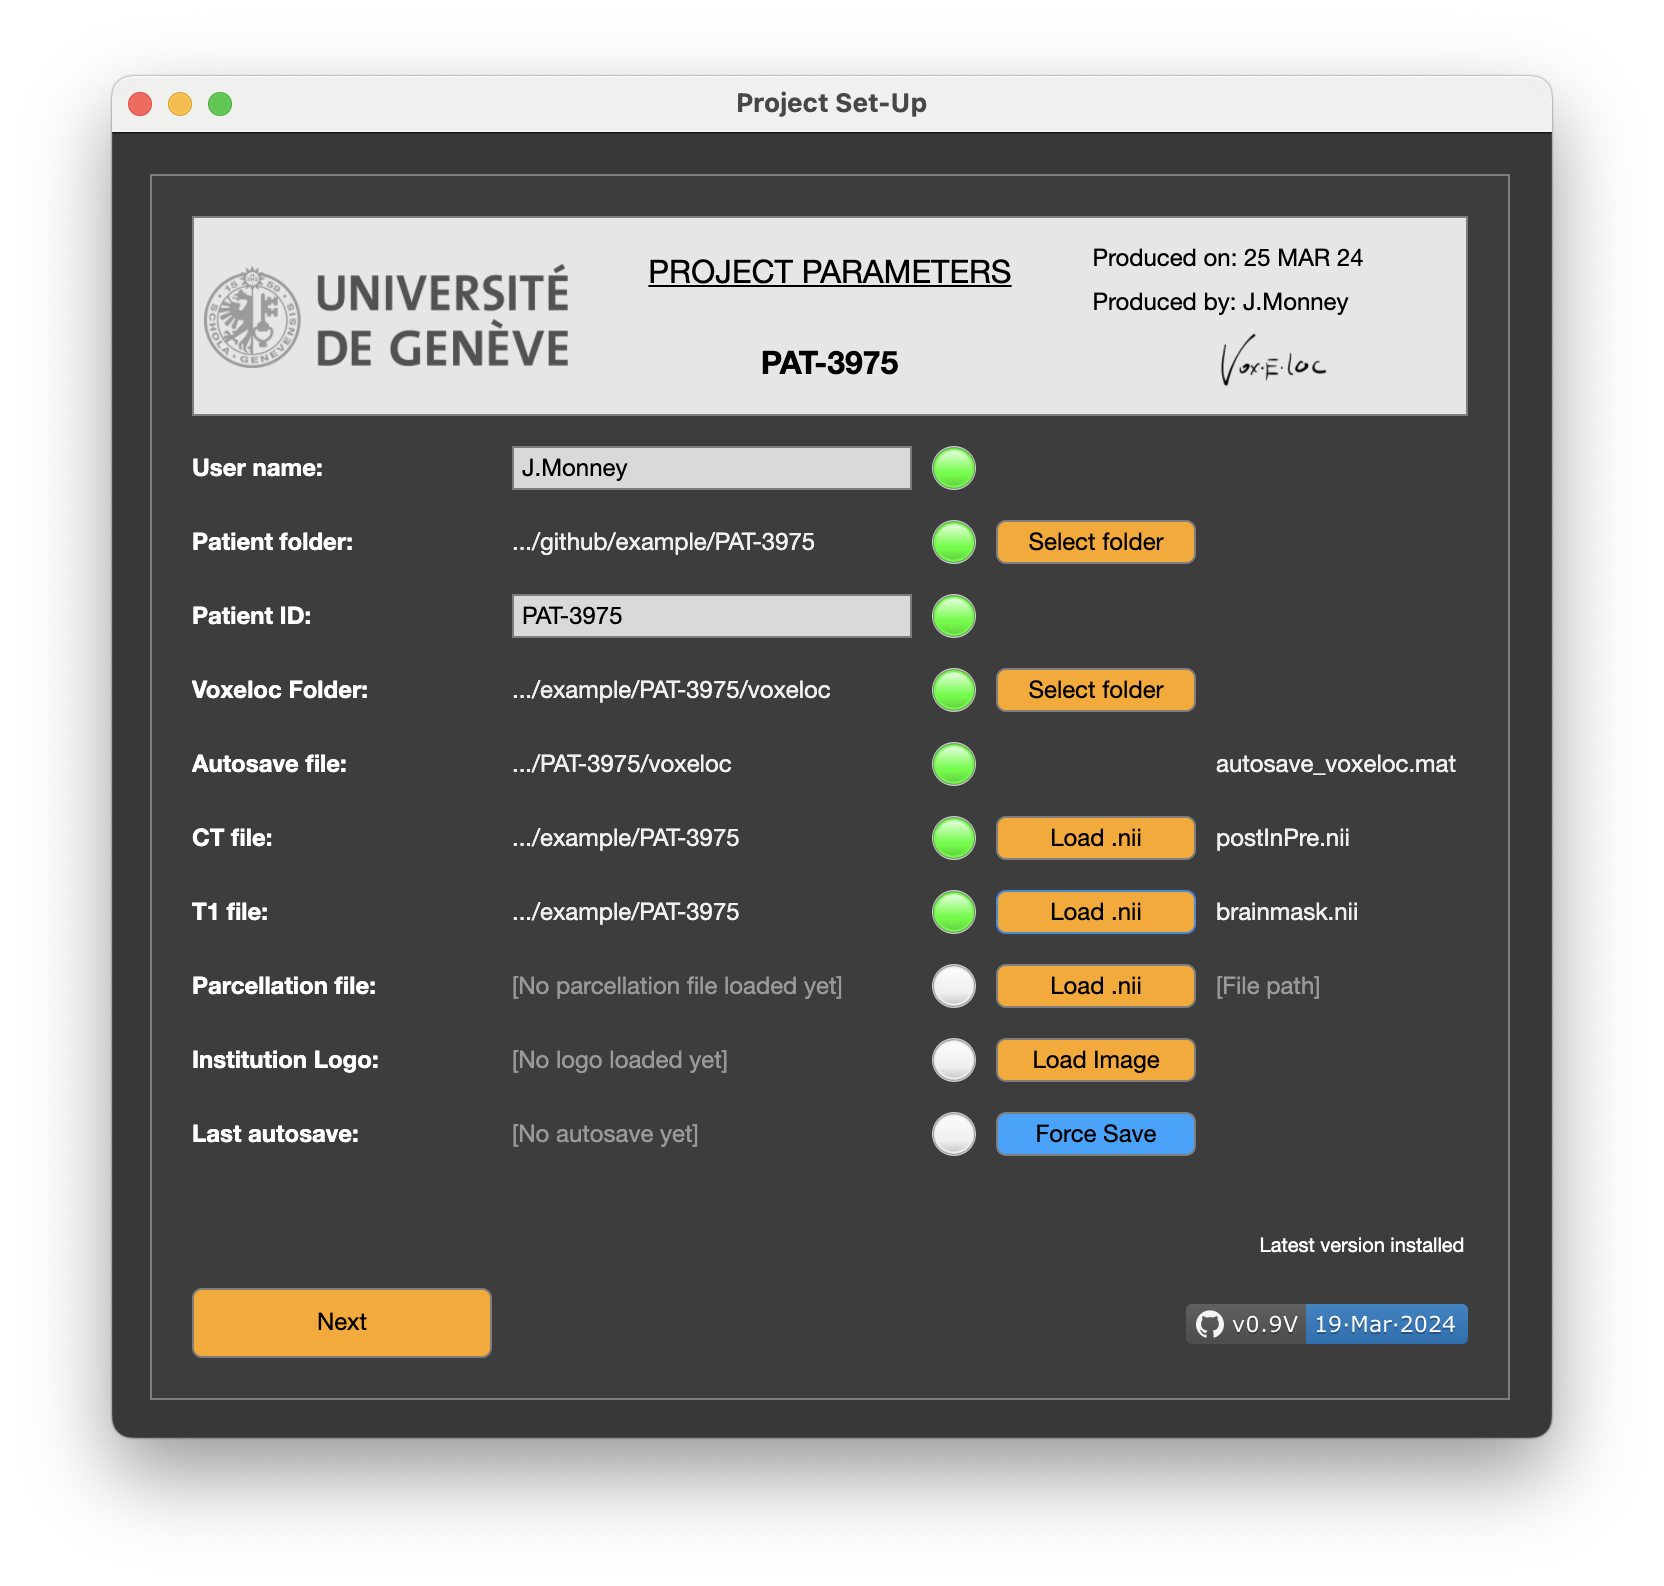 Project Set-Up
UNIVERSITÉ
DE GENÈVE
SCHOLA · GENEVENSIS
1559
PROJECT PARAMETERS
PAT-3975
Produced on: 25 MAR 24
Produced by: J.Monney
Vox·E·loc
User name: J.Monney
Patient folder: .../github/example/PAT-3975 Select folder
Patient ID: PAT-3975
Voxeloc Folder: .../example/PAT-3975/voxeloc Select folder
Autosave file: .../PAT-3975/voxeloc autosave_voxeloc.mat
CT file: .../example/PAT-3975 Load .nii postInPre.nii
T1 file: .../example/PAT-3975 Load .nii brainmask.nii
Parcellation file: [No parcellation file loaded yet] Load .nii [File path]
Institution Logo: [No logo loaded yet] Load Image
Last autosave: [No autosave yet] Force Save
Latest version installed
Next
v0.9V 19·Mar·2024